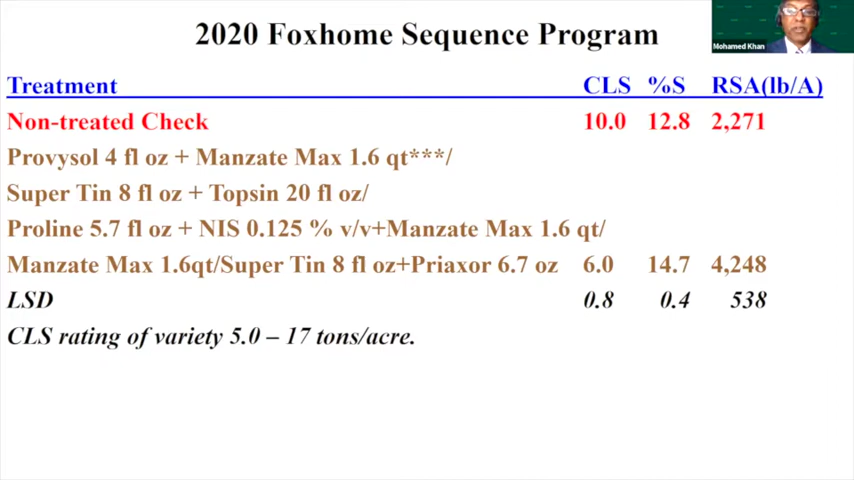 2020 Foxhome Sequence Program
Mohamed Khan
Treatment CLS %S RSA(lb/A)
Non-treated Check 10.0 12.8 2,271
Provysol 4 fl oz + Manzate Max 1.6 qt***/
Super Tin 8 fl oz + Topsin 20 fl oz/
Proline 5.7 fl oz + NIS 0.125 % v/v+Manzate Max 1.6 qt/
Manzate Max 1.6qt/Super Tin 8 fl oz+Priaxor 6.7 oz 6.0 14.7 4,248
LSD 0.8 0.4 538
CLS rating of variety 5.0 – 17 tons/acre.